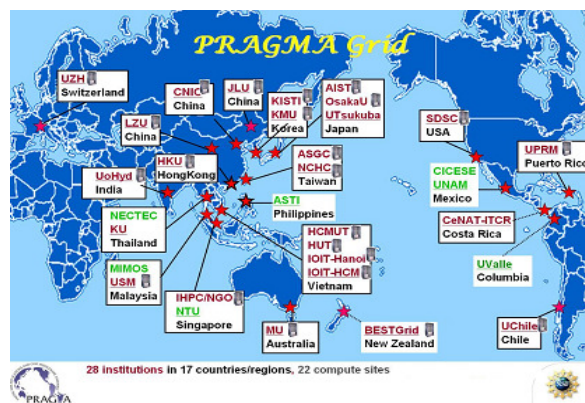 PRAGMA Grid
UZH
Switzerland
CNIC
China
JLU
China
KISTI
KMU
Korea
AIST
OsakaU
UTsukuba
Japan
LZU
China
HKU
HongKong
ASGC
NCHC
Taiwan
SDSC
USA
UPRM
Puerto Rico
UoHyd
India
NECTEC
KU
Thailand
ASTI
Philippines
CICESE
UNAM
Mexico
CeNAT-ITCR
Costa Rica
HCMUT
HUT
IOIT-Hanoi
IOIT-HCM
Vietnam
MIMOS
USM
Malaysia
IHPC/NGO
NTU
Singapore
UValle
Columbia
MU
Australia
BESTGrid
New Zealand
UChile
Chile
28 institutions in 17 countries/regions, 22 compute sites
PRAGMA